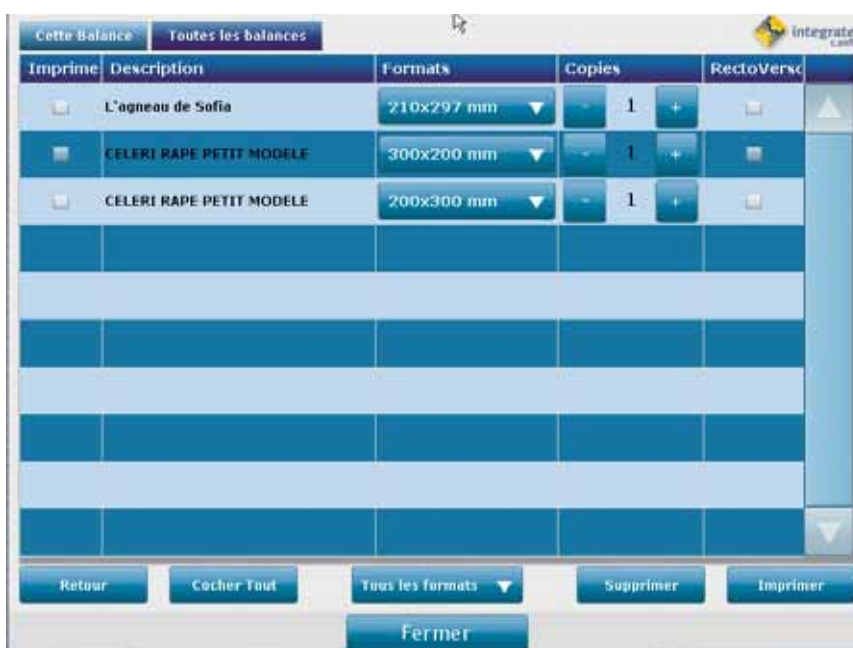 Cette Balance Toutes les balances integrate
Imprime Description Formats Copies RectoVerso
L'agneau de Sofia 210x297 mm - 1 +
CELERI RAPE PETIT MODELE 300x200 mm - 1 +
CELERI RAPE PETIT MODELE 200x300 mm - 1 +
Retour Cocher Tout Tous les formats Supprimer Imprimer
Fermer